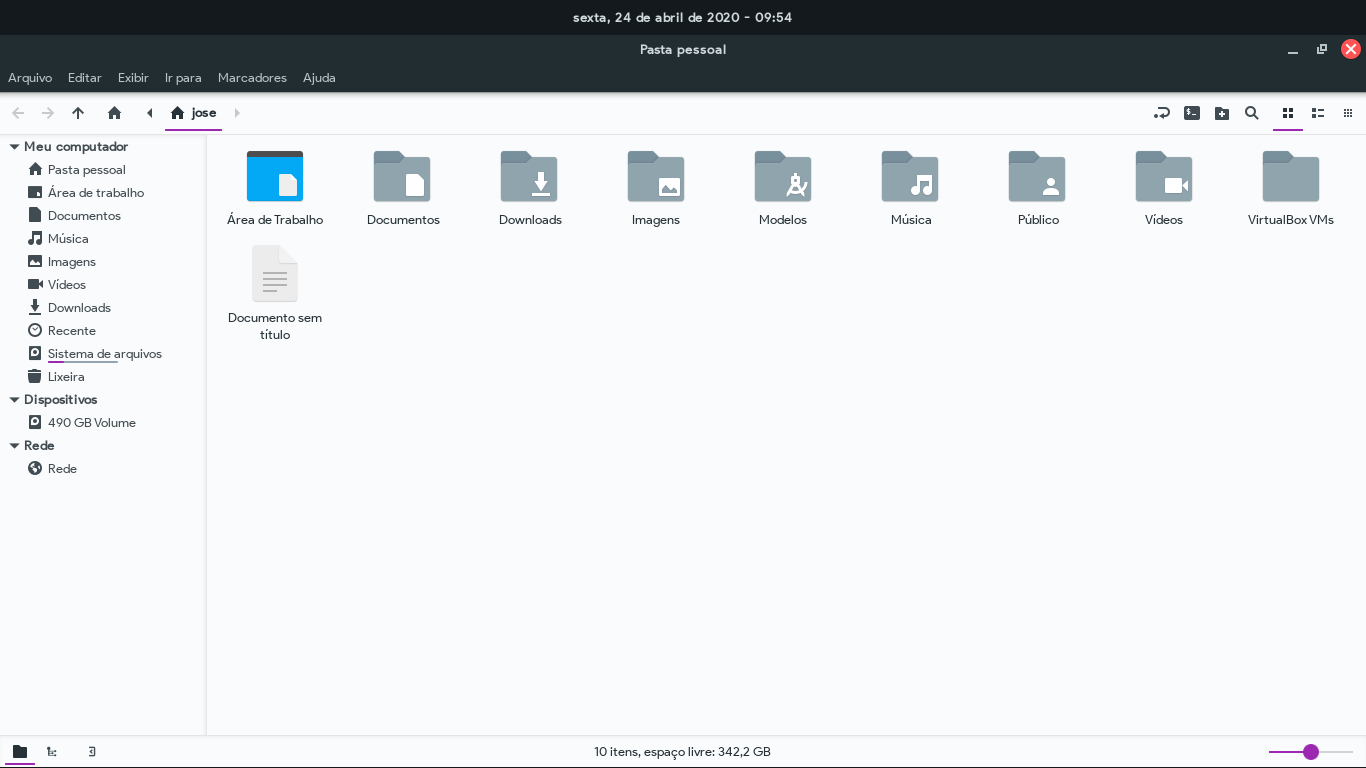 sexta, 24 de abril de 2020 - 09:54
Pasta pessoal
Arquivo Editar Exibir Ir para Marcadores Ajuda
jose
Meu computador
Pasta pessoal
Área de trabalho
Documentos
Música
Imagens
Vídeos
Downloads
Recente
Sistema de arquivos
Lixeira
Dispositivos
490 GB Volume
Rede
Rede
Área de Trabalho Documentos Downloads Imagens Modelos Música Público Vídeos VirtualBox VMs
Documento sem
título
10 itens, espaço livre: 342,2 GB